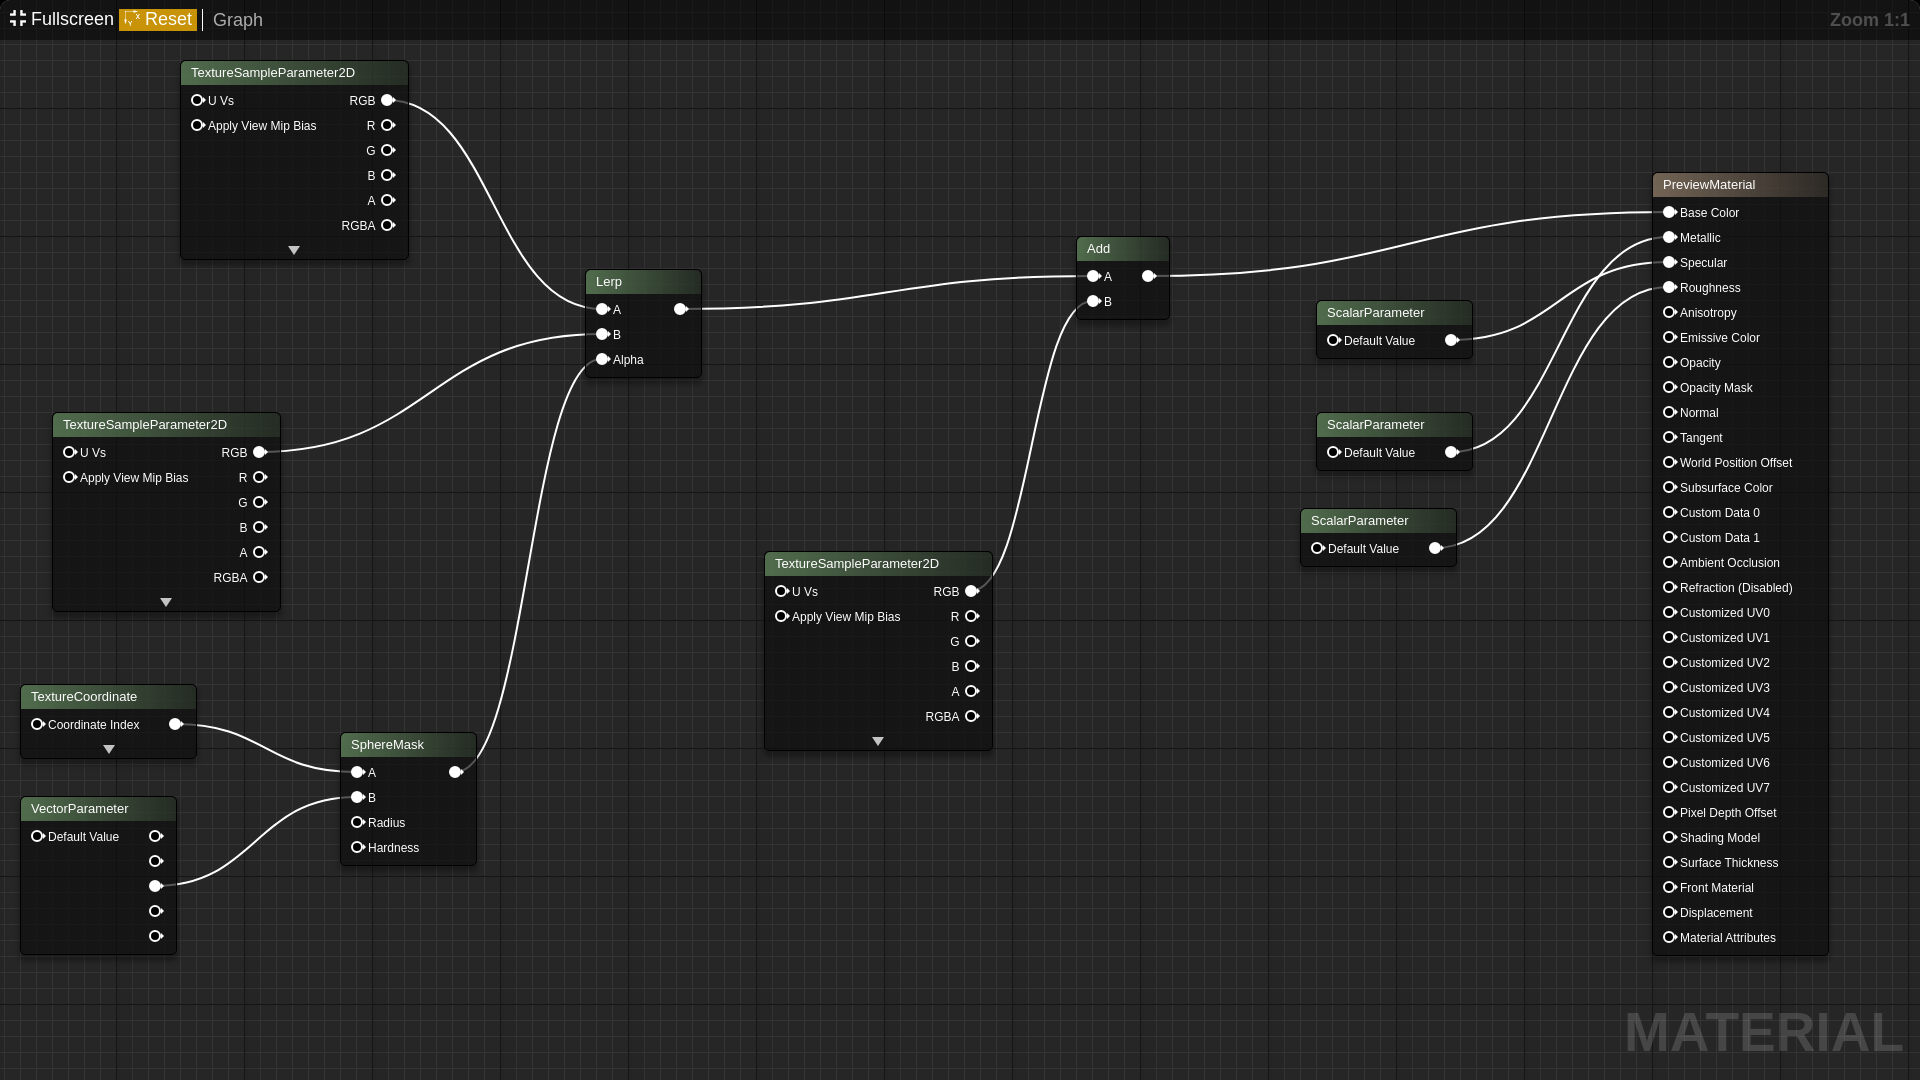 Fullscreen Reset Graph
Zoom 1:1
TextureSampleParameter2D
U Vs RGB
Apply View Mip Bias R
G
B
A
RGBA
TextureSampleParameter2D
U Vs RGB
Apply View Mip Bias R
G
B
A
RGBA
TextureCoordinate
Coordinate Index
VectorParameter
Default Value
SphereMask
A
B
Radius
Hardness
Lerp
A
B
Alpha
TextureSampleParameter2D
U Vs RGB
Apply View Mip Bias R
G
B
A
RGBA
Add
A
B
ScalarParameter
Default Value
ScalarParameter
Default Value
ScalarParameter
Default Value
PreviewMaterial
Base Color
Metallic
Specular
Roughness
Anisotropy
Emissive Color
Opacity
Opacity Mask
Normal
Tangent
World Position Offset
Subsurface Color
Custom Data 0
Custom Data 1
Ambient Occlusion
Refraction (Disabled)
Customized UV0
Customized UV1
Customized UV2
Customized UV3
Customized UV4
Customized UV5
Customized UV6
Customized UV7
Pixel Depth Offset
Shading Model
Surface Thickness
Front Material
Displacement
Material Attributes
MATERIAL